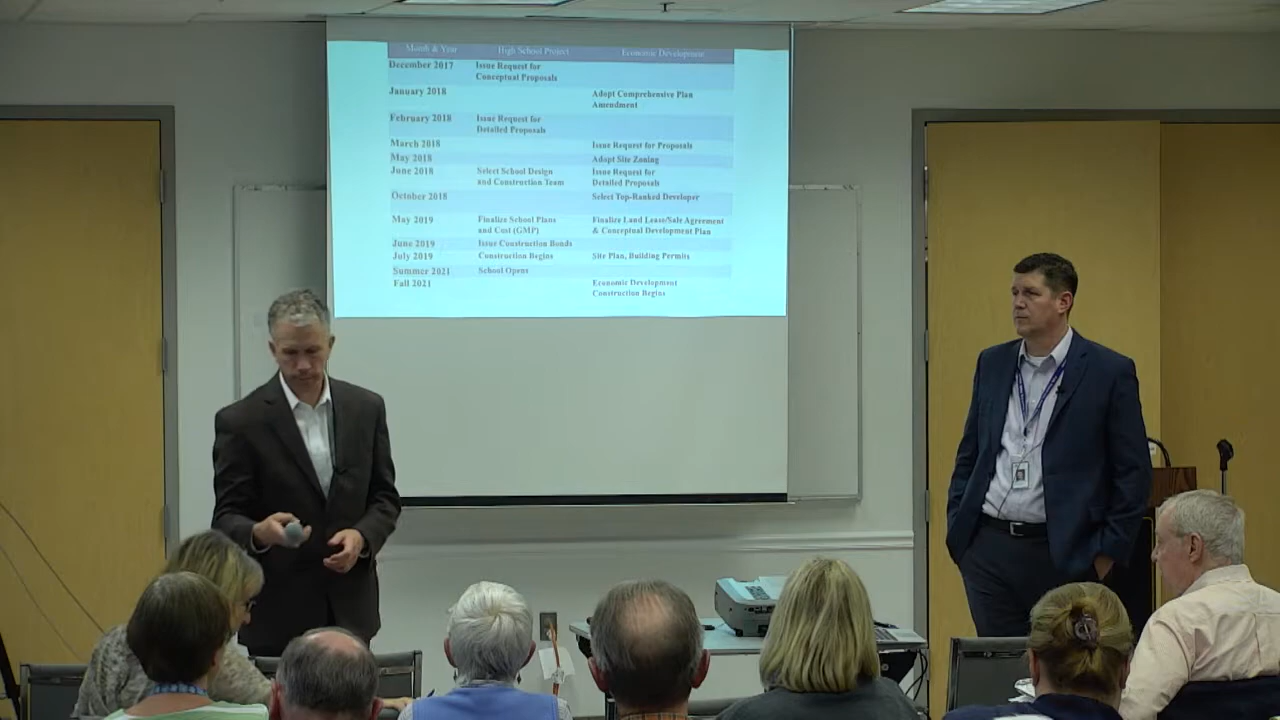 Month & Year High School Project Economic Development
December 2017 Issue Request for
Conceptual Proposals
January 2018 Adopt Comprehensive Plan
Amendment
February 2018 Issue Request for
Detailed Proposals
March 2018 Issue Request for Proposals
May 2018 Adopt Site Zoning
June 2018 Select School Design Issue Request for
and Construction Team Detailed Proposals
October 2018 Select Top-Ranked Developer
May 2019 Finalize School Plans Finalize Land Lease/Sale Agreement
and Cost (GMP) & Conceptual Development Plan
June 2019 Issue Construction Bonds
July 2019 Construction Begins Site Plan, Building Permits
Summer 2021 School Opens
Fall 2021 Economic Development
Construction Begins